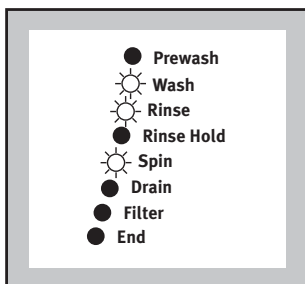 Prewash
Wash
Rinse
Rinse Hold
Spin
Drain
Filter
End